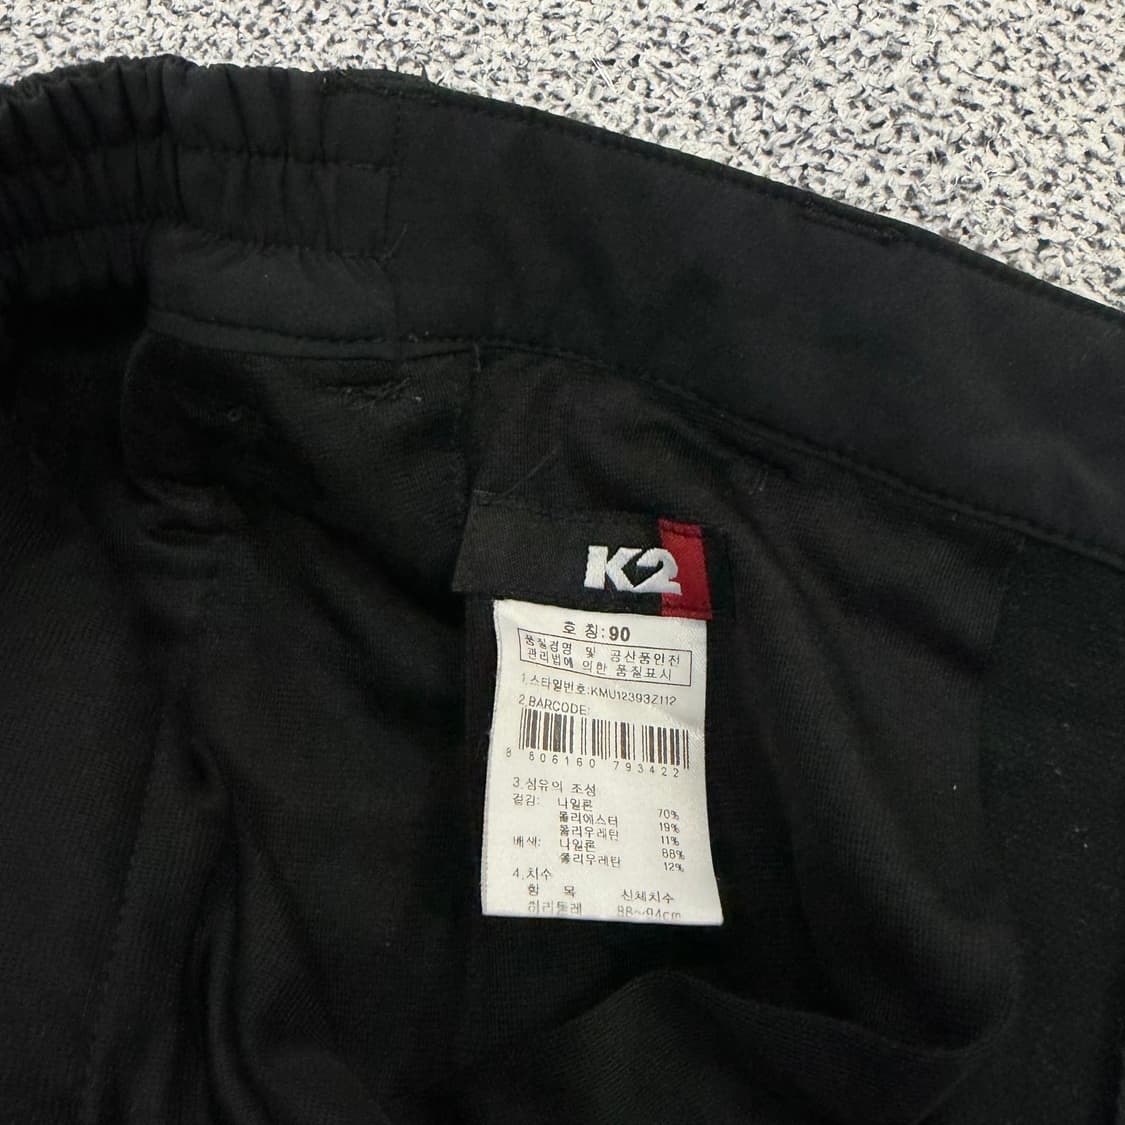 K2
호 칭:90
품질경영 및 공산품안전
관리법에 의한 품질표시
1.스타일번호:KMU12393Z112
2.BARCODE:
8 806160 793422
3.섬유의 조성
겉감: 나일론 70%
폴리에스터 19%
폴리우레탄 11%
배색: 나일론 88%
폴리우레탄 12%
4.치수
항 목 신체치수
허리둘레 88~94cm